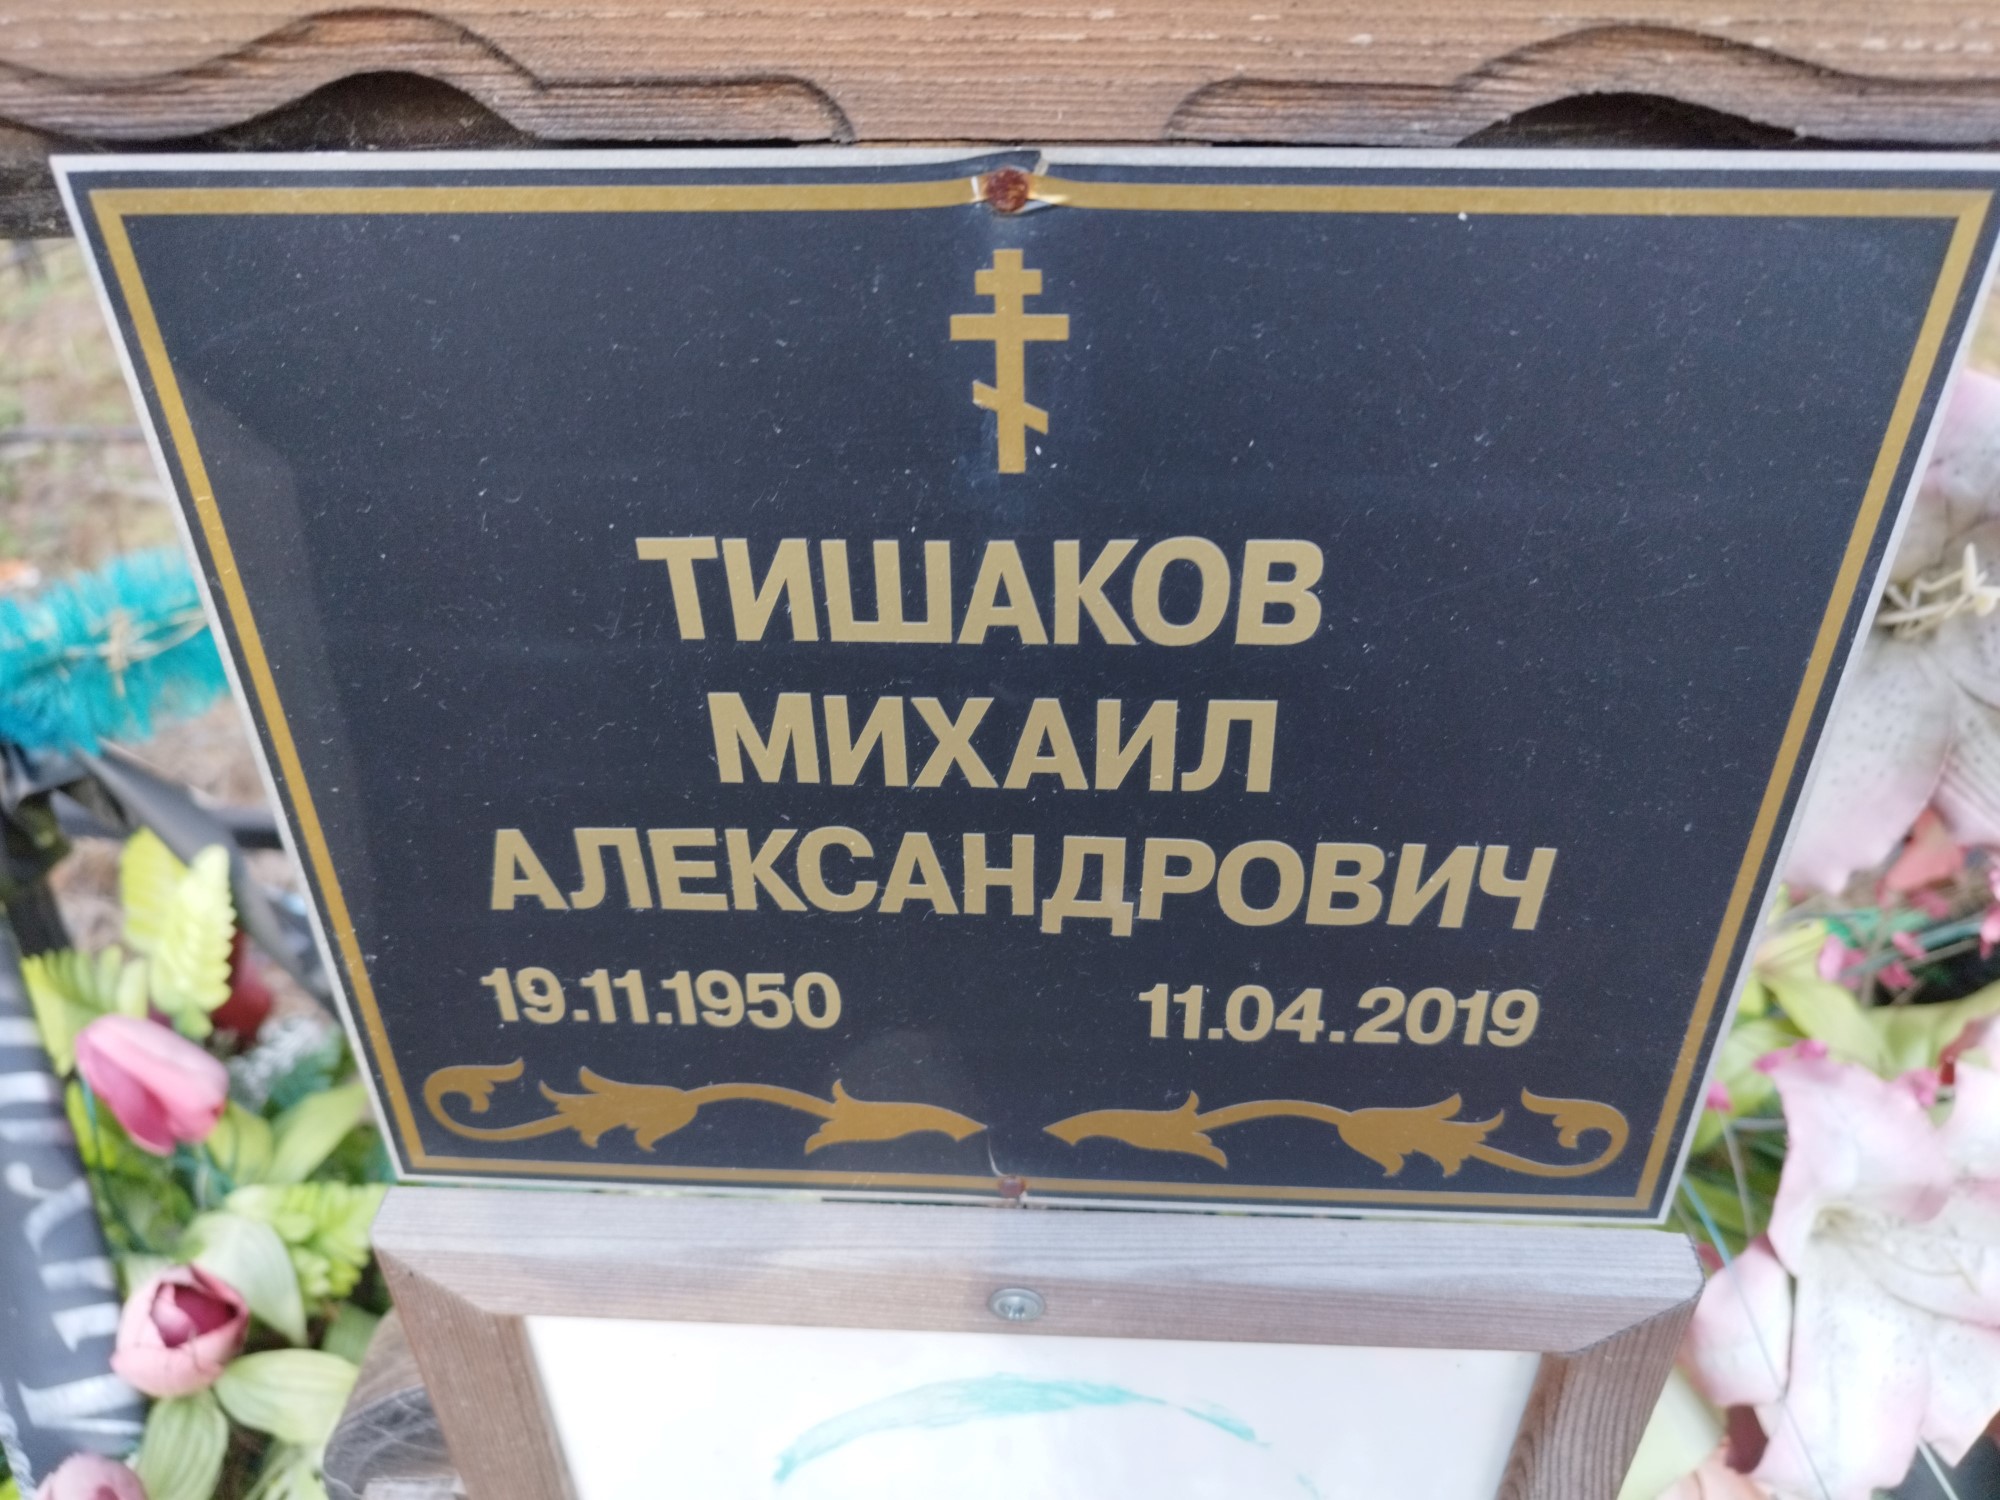 ТИШАКОВ
МИХАИЛ
АЛЕКСАНДРОВИЧ
19.11.1950 11.04.2019